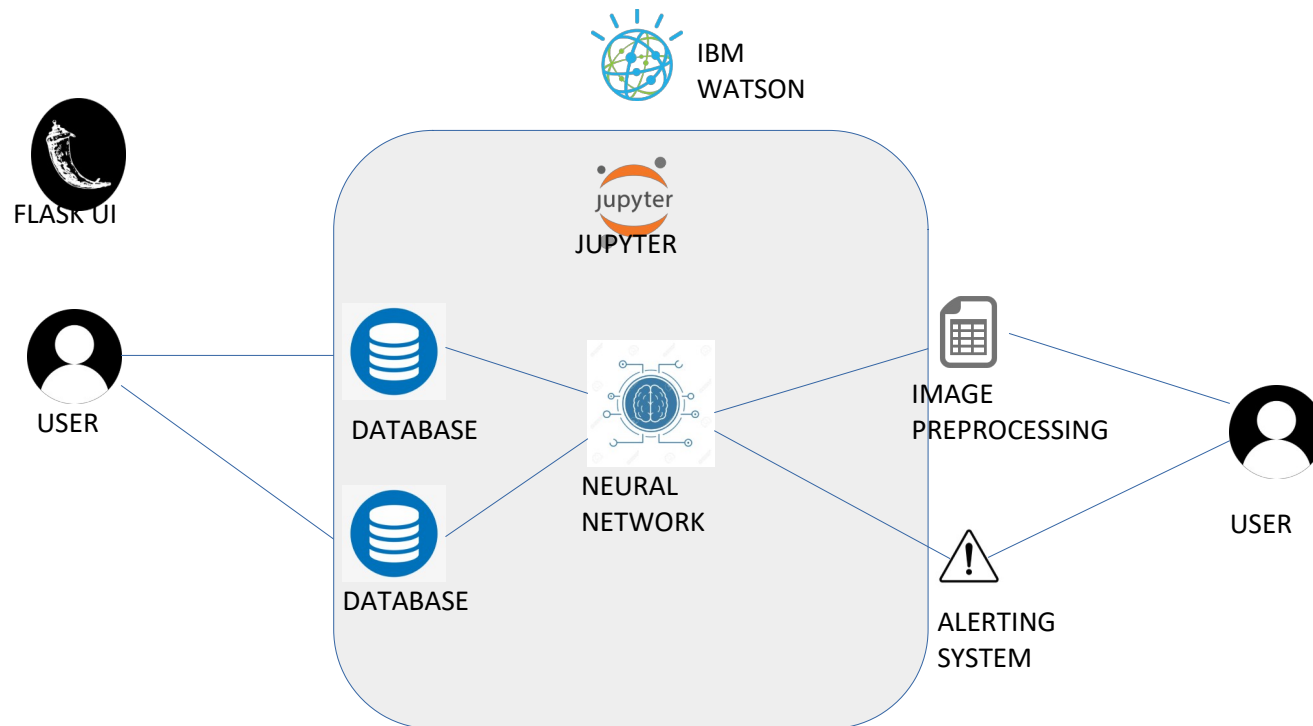 IBM
WATSON
FLASK UI
jupyter
JUPYTER
USER
DATABASE
DATABASE
NEURAL
NETWORK
IMAGE
PREPROCESSING
ALERTING
SYSTEM
USER